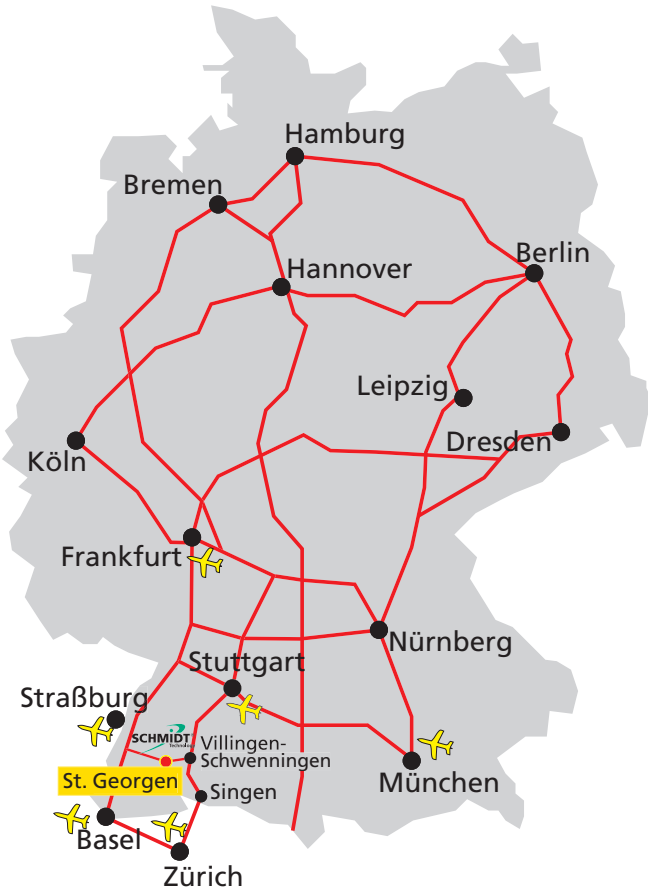 Hamburg
Bremen
Hannover
Berlin
Leipzig
Dresden
Köln
Frankfurt
Nürnberg
Stuttgart
Straßburg
SCHMIDT
Technology
Villingen-
Schwenningen
St. Georgen
München
Singen
Basel
Zürich